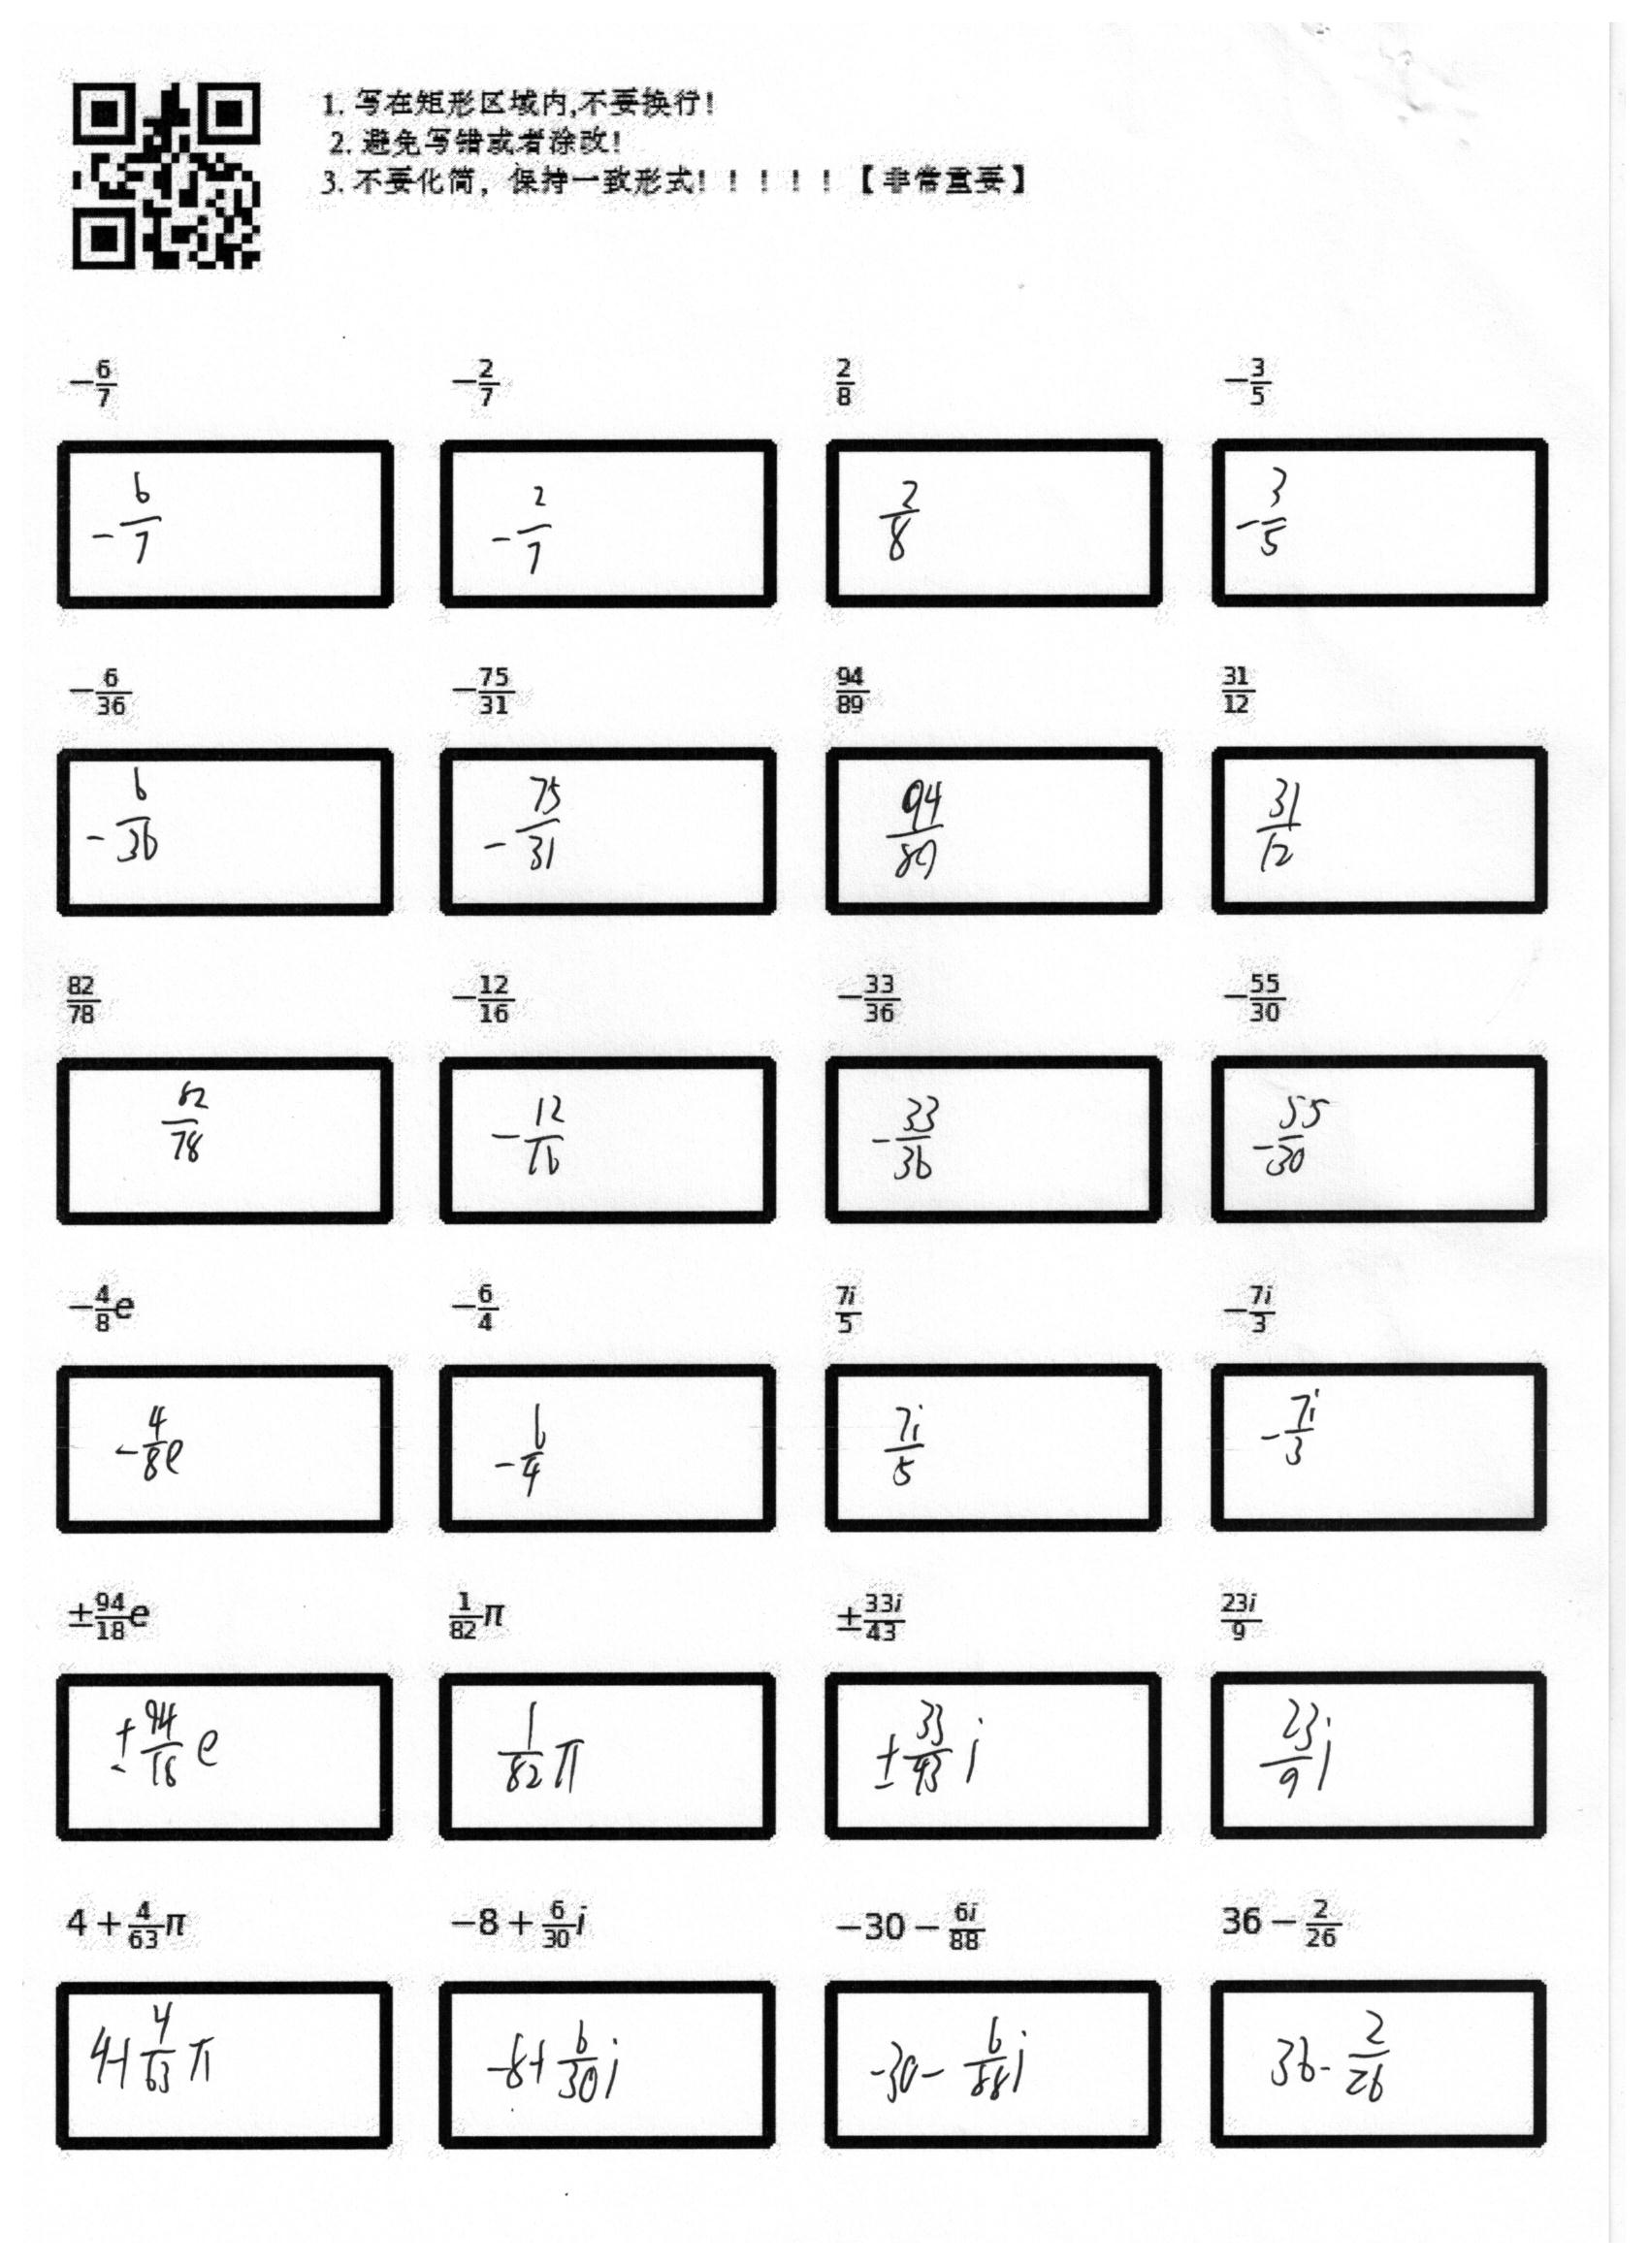 1. 写在矩形区域内,不要换行!
2. 避免写错或者涂改!
3. 不要化简，保持一致形式！！！！！【非常重要】
-\frac{6}{7} -\frac{2}{7} \frac{2}{8} -\frac{3}{5}
-\frac{6}{7} -\frac{2}{7} \frac{2}{8} -\frac{3}{5}
-\frac{6}{36} -\frac{75}{31} \frac{94}{89} \frac{31}{12}
-\frac{6}{36} -\frac{75}{31} \frac{94}{89} \frac{31}{12}
\frac{82}{78} -\frac{12}{16} -\frac{33}{36} -\frac{55}{30}
\frac{82}{78} -\frac{12}{16} -\frac{33}{36} -\frac{55}{30}
-\frac{4}{8}e -\frac{6}{4} \frac{7i}{5} -\frac{7i}{3}
-\frac{4}{8}e -\frac{6}{4} \frac{7i}{5} -\frac{7i}{3}
±\frac{94}{18}e \frac{1}{82}π ±\frac{33i}{43} \frac{23i}{9}
±\frac{94}{18}e \frac{1}{82}π ±\frac{33}{43}i \frac{23}{9}i
4+\frac{4}{63}π -8+\frac{6}{30}i -30-\frac{6i}{88} 36-\frac{2}{26}
4+\frac{4}{63}π -8+\frac{6}{30}i -30-\frac{6}{88}i 36-\frac{2}{26}